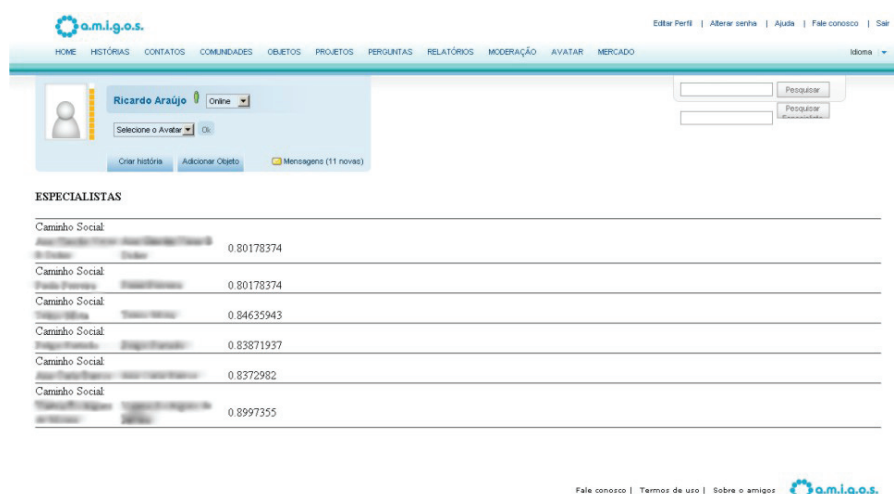 a.m.i.g.o.s.
Editar Perfil | Alterar senha | Ajuda | Fale conosco | Sair
HOME HISTÓRIAS CONTATOS COMUNIDADES OBJETOS PROJETOS PERGUNTAS RELATÓRIOS MODERAÇÃO AVATAR MERCADO Idioma
Ricardo Araújo Online
Pesquisar
Pesquisar
Especialista
Selecione o Avatar Ok
Criar história Adicionar Objeto Mensagens (11 novas)
ESPECIALISTAS
Caminho Social:
0.80178374
Caminho Social:
0.80178374
Caminho Social:
0.84635943
Caminho Social:
0.83871937
Caminho Social:
0.8372982
Caminho Social:
0.8997355
Fale conosco | Termos de uso | Sobre o amigos a.m.i.g.o.s.